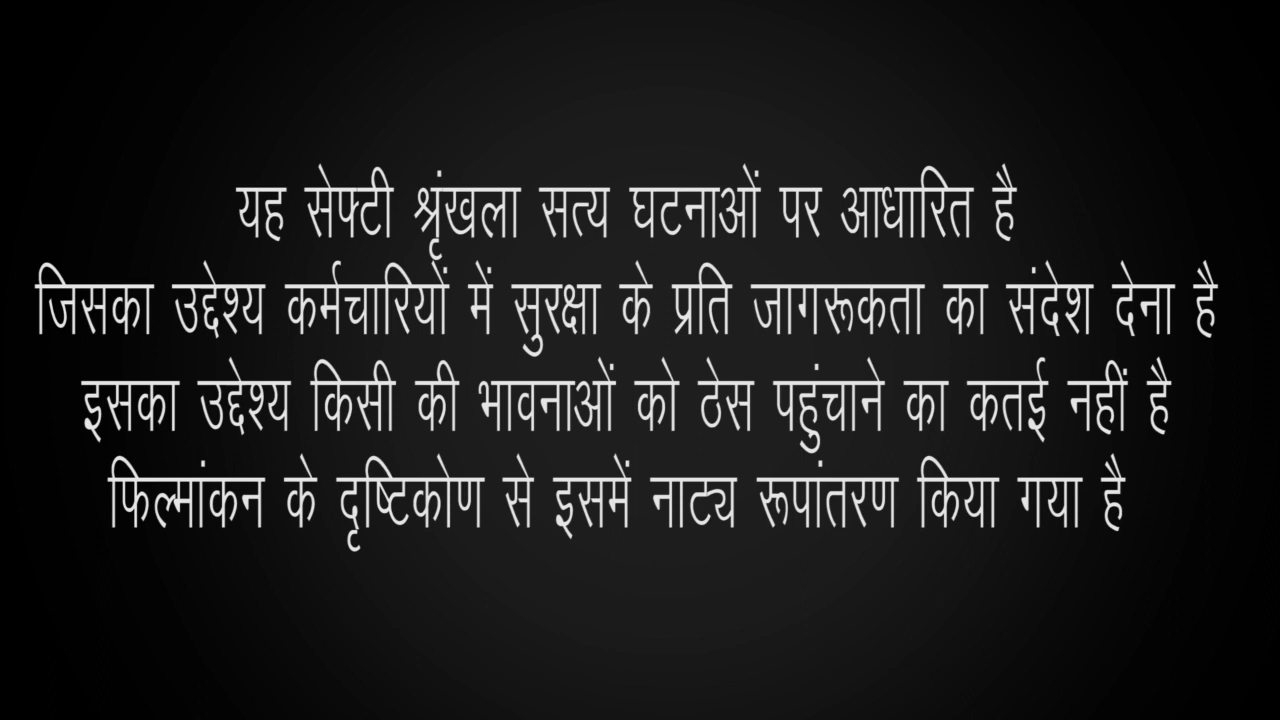 यह सेफ्टी श्रृंखला सत्य घटनाओं पर आधारित है
जिसका उद्देश्य कर्मचारियों में सुरक्षा के प्रति जागरूकता का संदेश देना है
इसका उद्देश्य किसी की भावनाओं को ठेस पहुंचाने का कतई नहीं है
फिल्मांकन के दृष्टिकोण से इसमें नाट्य रूपांतरण किया गया है